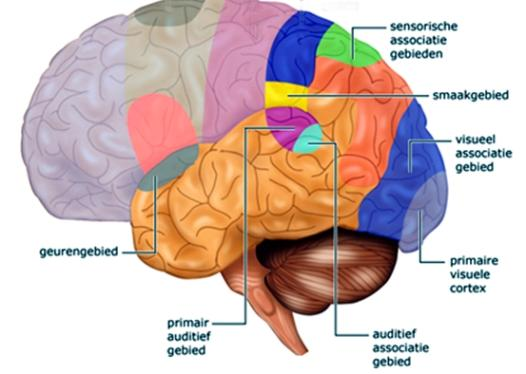 sensorische
associatie
gebieden
smaakgebied
visueel
associatie
gebied
geurengebied
primaire
visuele
cortex
primair
auditief
gebied
auditief
associatie
gebied